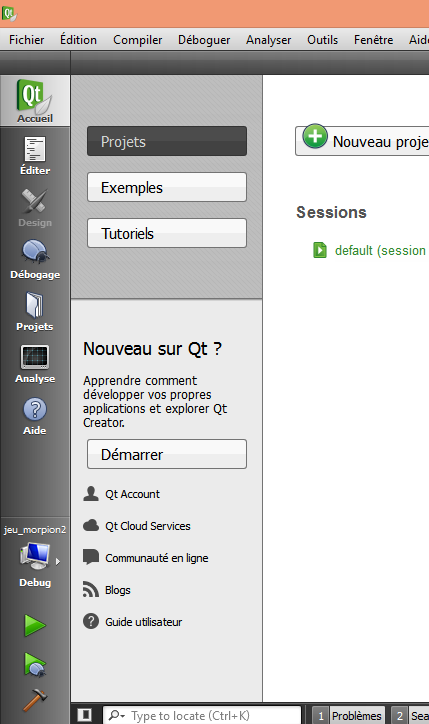 Qt
Fichier Édition Compiler Déboguer Analyser Outils Fenêtre
Qt
Accueil
Éditer
Design
Débogage
Projets
Analyse
Aide
jeu_morpion2
Debug
Projets
Exemples
Tutoriels
Nouveau sur Qt ?
Apprendre comment
développer vos propres
applications et explorer Qt
Creator.
Démarrer
Qt Account
Qt Cloud Services
Communauté en ligne
Blogs
Guide utilisateur
Nouveau proje
Sessions
default (session
Type to locate (Ctrl+K)
1 Problèmes 2 Sea